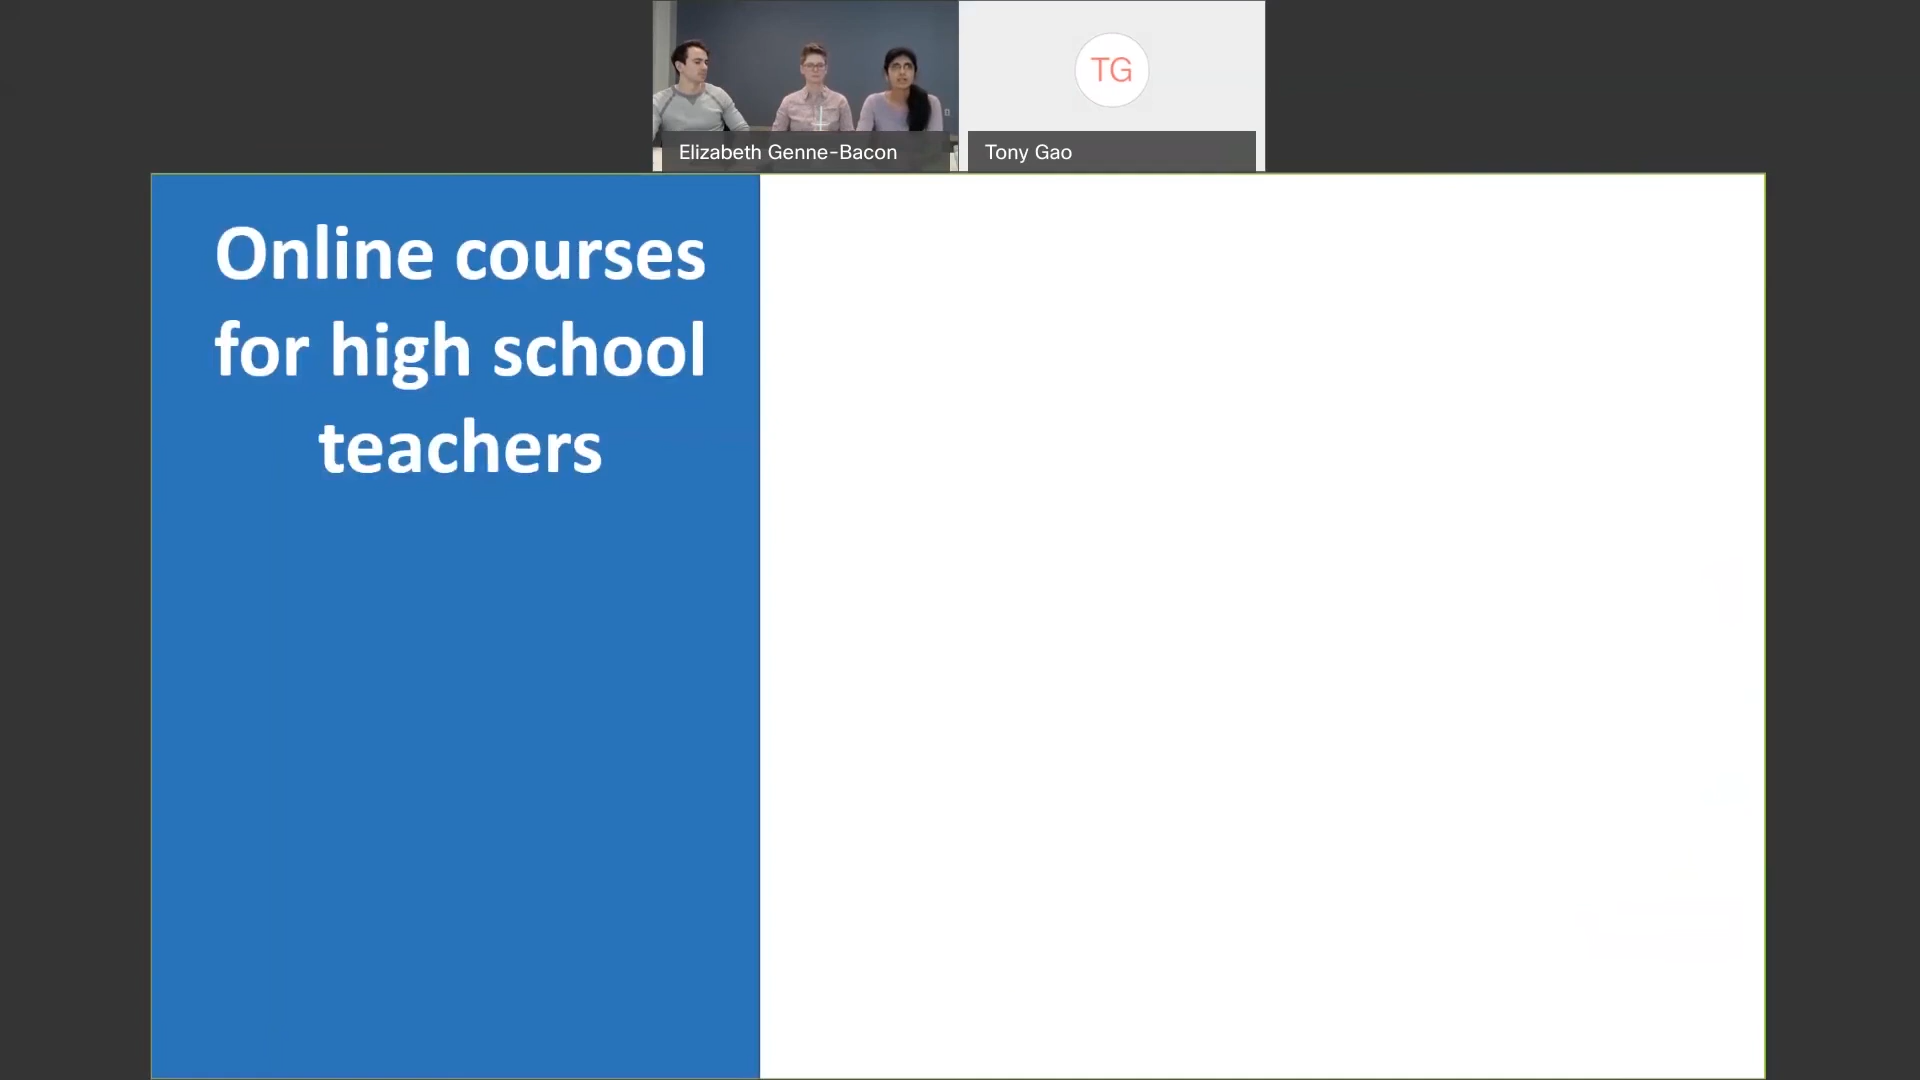 TG
Elizabeth Genne-Bacon
Tony Gao
Online courses
for high school
teachers